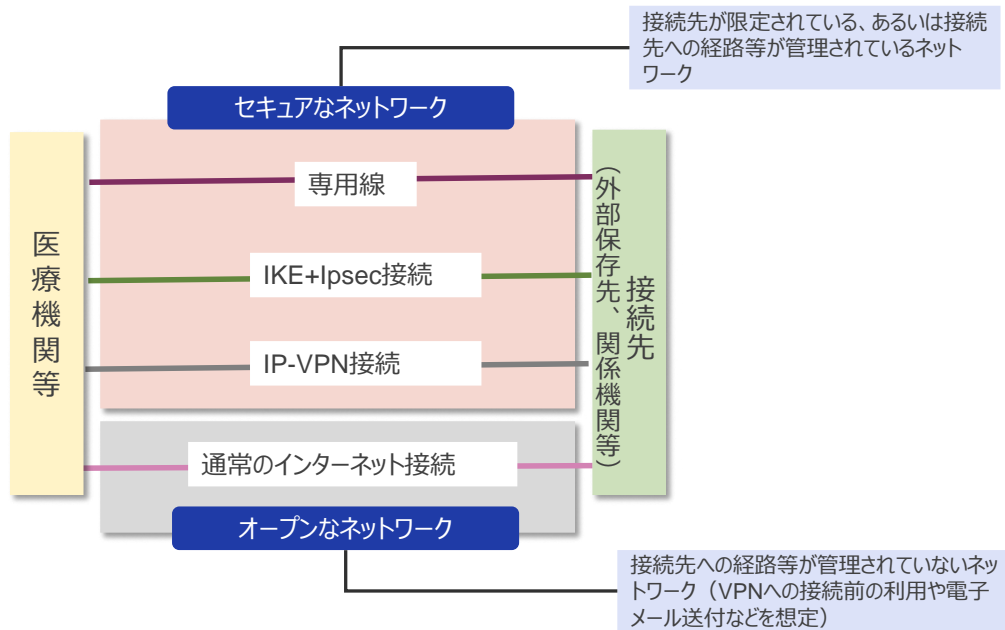 接続先が限定されている、あるいは接続
先への経路等が管理されているネット
ワーク
セキュアなネットワーク
医療機関等
専用線
IKE+Ipsec接続
IP-VPN接続
通常のインターネット接続
接続先
（外部保存先、関係機関等）
オープンなネットワーク
接続先への経路等が管理されていないネッ
トワーク（VPNへの接続前の利用や電子
メール送付などを想定）